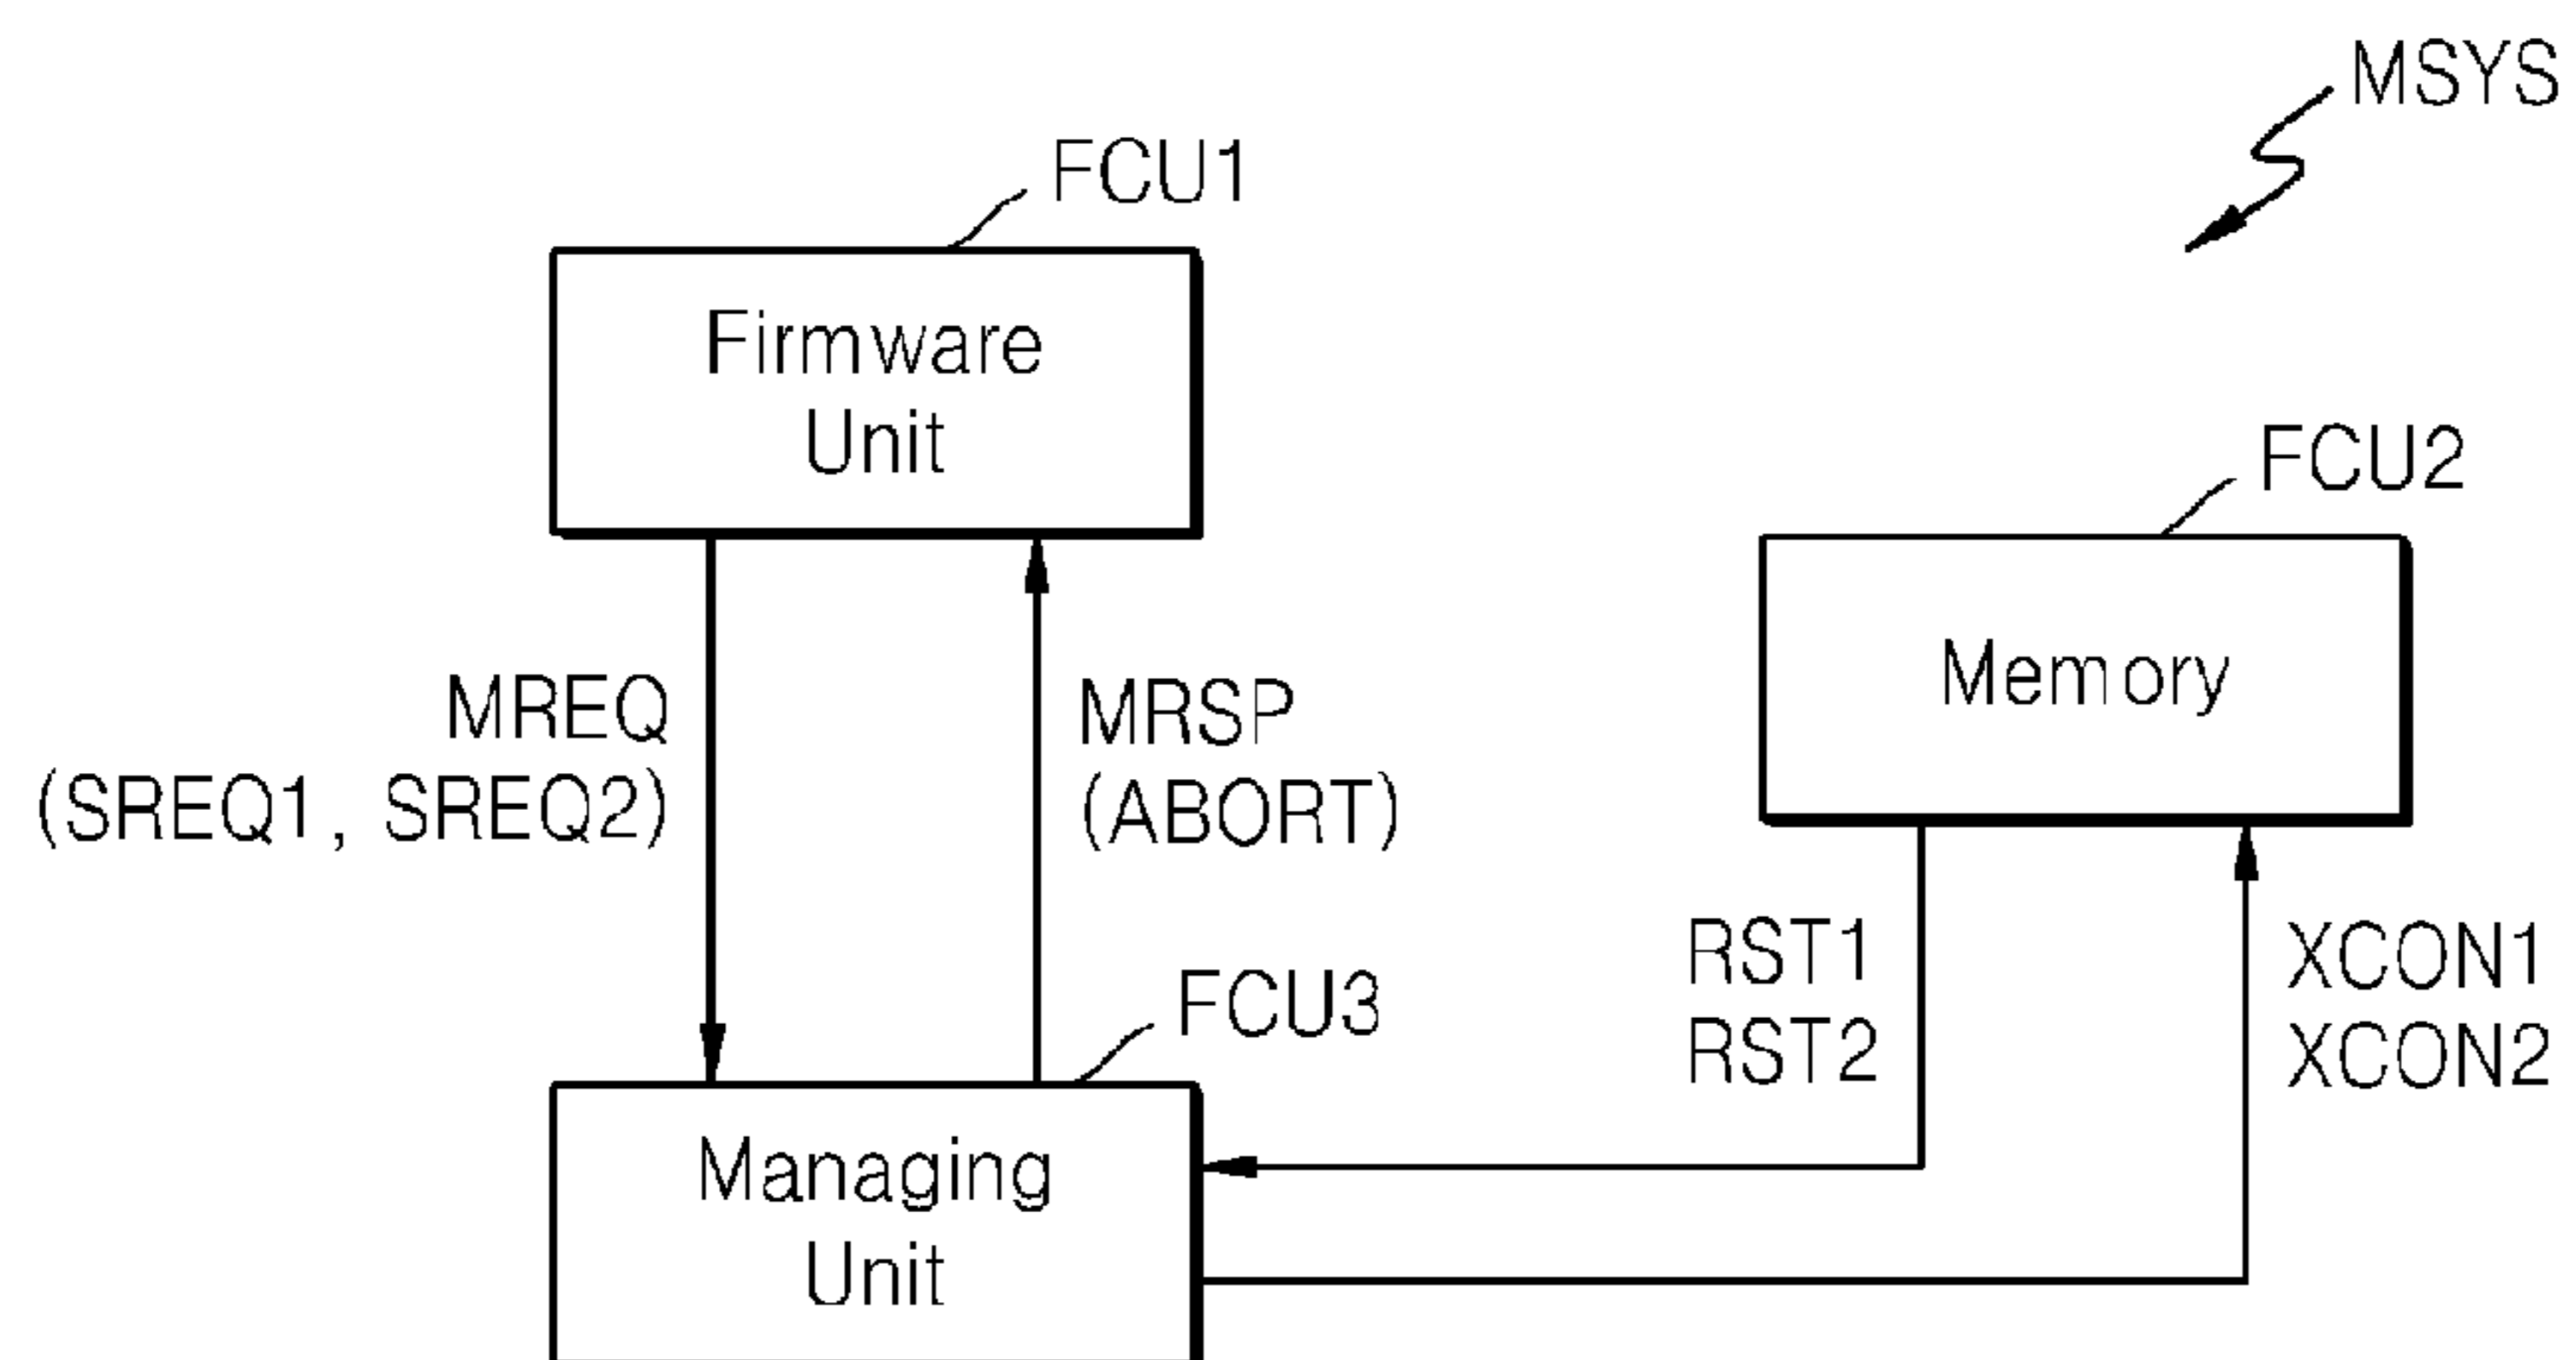 MSYS
FCU1
Firmware
Unit
FCU2
Memory
MREQ
(SREQ1, SREQ2)
MRSP
(ABORT)
RST1
RST2
XCON1
XCON2
FCU3
Managing
Unit